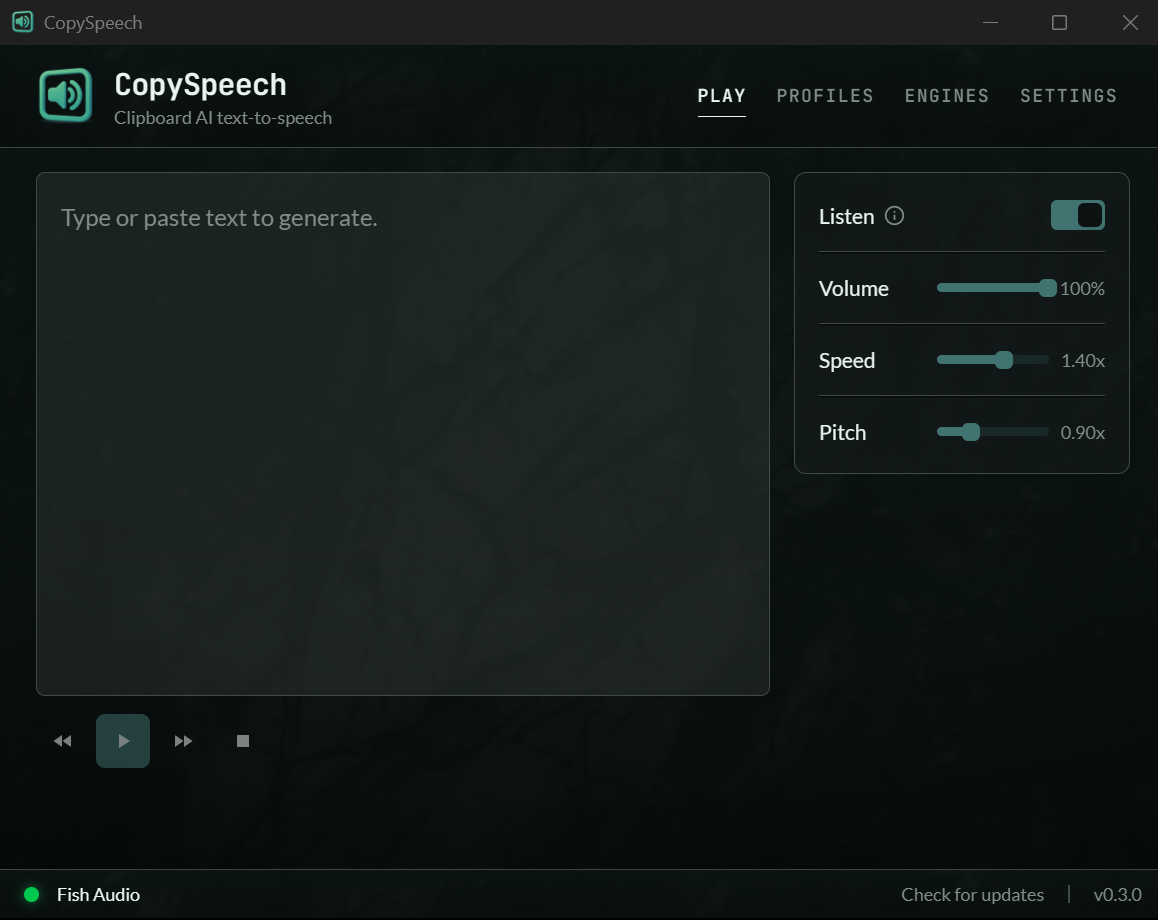 CopySpeech
CopySpeech
Clipboard AI text-to-speech
PLAY PROFILES ENGINES SETTINGS
Type or paste text to generate.
Listen
Volume 100%
Speed 1.40x
Pitch 0.90x
Fish Audio
Check for updates | v0.3.0